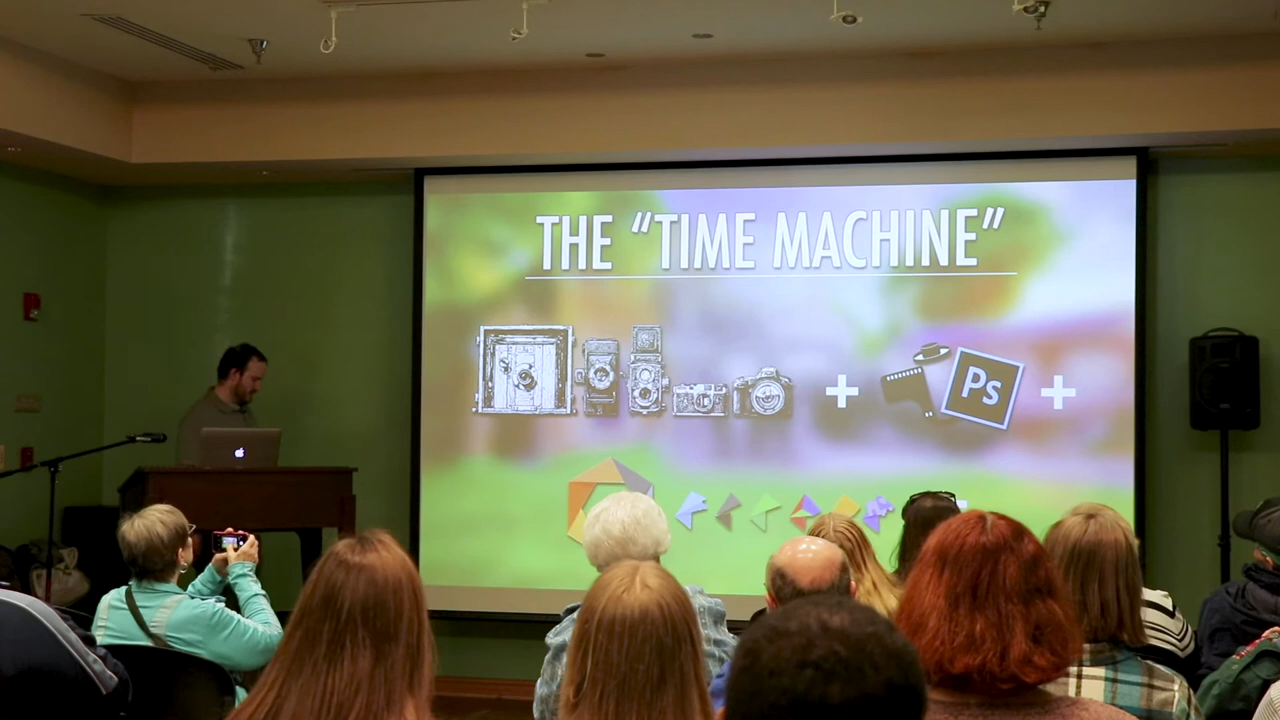 THE “TIME MACHINE”
+ Ps +